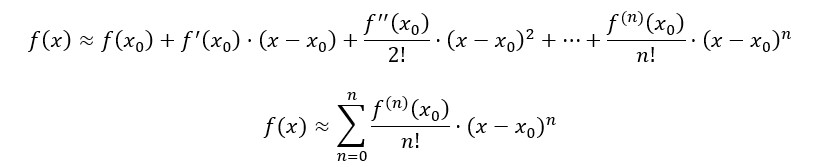 f(x) ≈ f(x₀) + f′(x₀) · (x − x₀) + f′′(x₀)/2! · (x − x₀)² + ⋯ + f⁽ⁿ⁾(x₀)/n! · (x − x₀)ⁿ
f(x) ≈ ∑ₙ₌₀ⁿ f⁽ⁿ⁾(x₀)/n! · (x − x₀)ⁿ